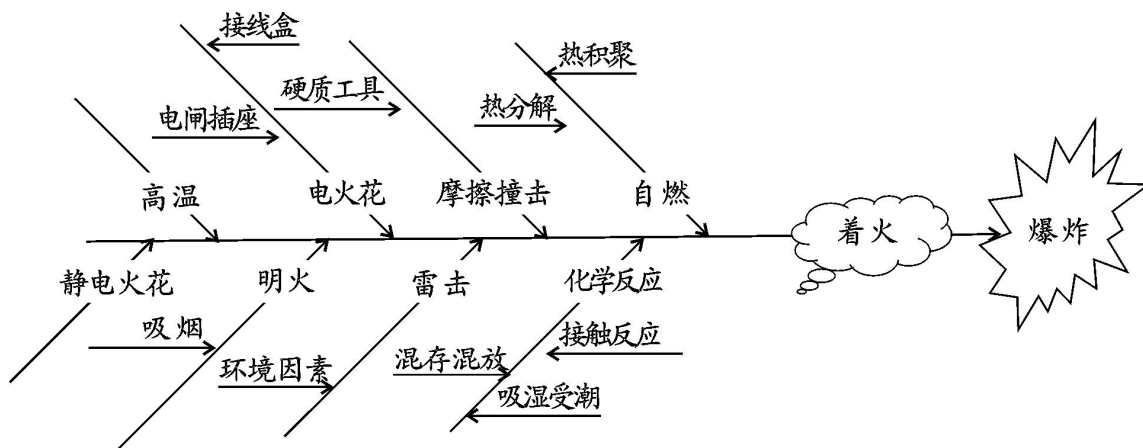 接线盒
热积聚
硬质工具
热分解
电闸插座
高温
电火花
摩擦撞击
自燃
着火
爆炸
静电火花
明火
雷击
化学反应
吸烟
接触反应
环境因素
混存混放
吸湿受潮